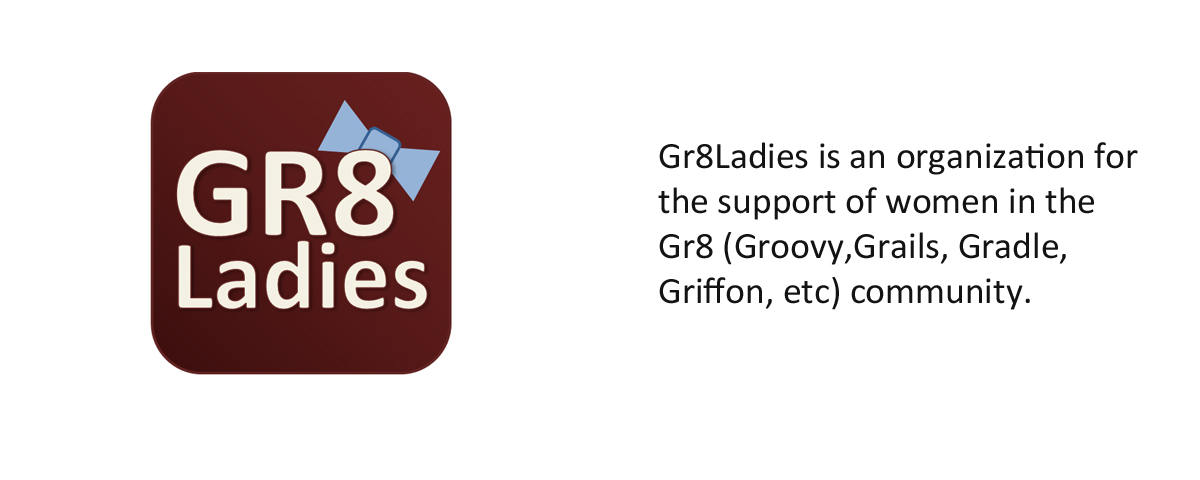 GR8
Ladies
Gr8Ladies is an organization for
the support of women in the
Gr8 (Groovy,Grails, Gradle,
Griffon, etc) community.